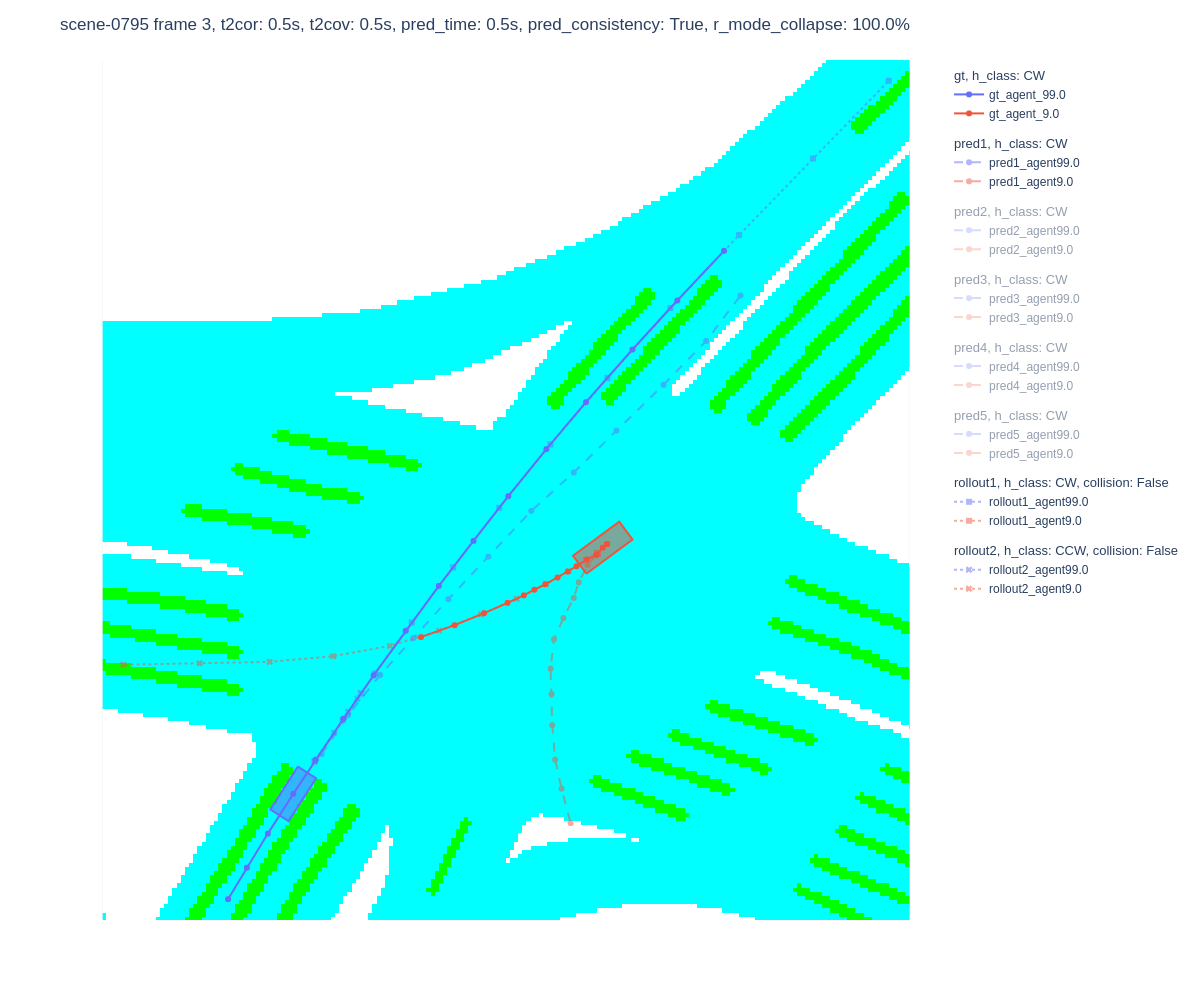 scene-0795 frame 3, t2cor: 0.5s, t2cov: 0.5s, pred_time: 0.5s, pred_consistency: True, r_mode_collapse: 100.0%
gt, h_class: CW
gt_agent_99.0
gt_agent_9.0
pred1, h_class: CW
pred1_agent99.0
pred1_agent9.0
pred2, h_class: CW
pred2_agent99.0
pred2_agent9.0
pred3, h_class: CW
pred3_agent99.0
pred3_agent9.0
pred4, h_class: CW
pred4_agent99.0
pred4_agent9.0
pred5, h_class: CW
pred5_agent99.0
pred5_agent9.0
rollout1, h_class: CW, collision: False
rollout1_agent99.0
rollout1_agent9.0
rollout2, h_class: CCW, collision: False
rollout2_agent99.0
rollout2_agent9.0